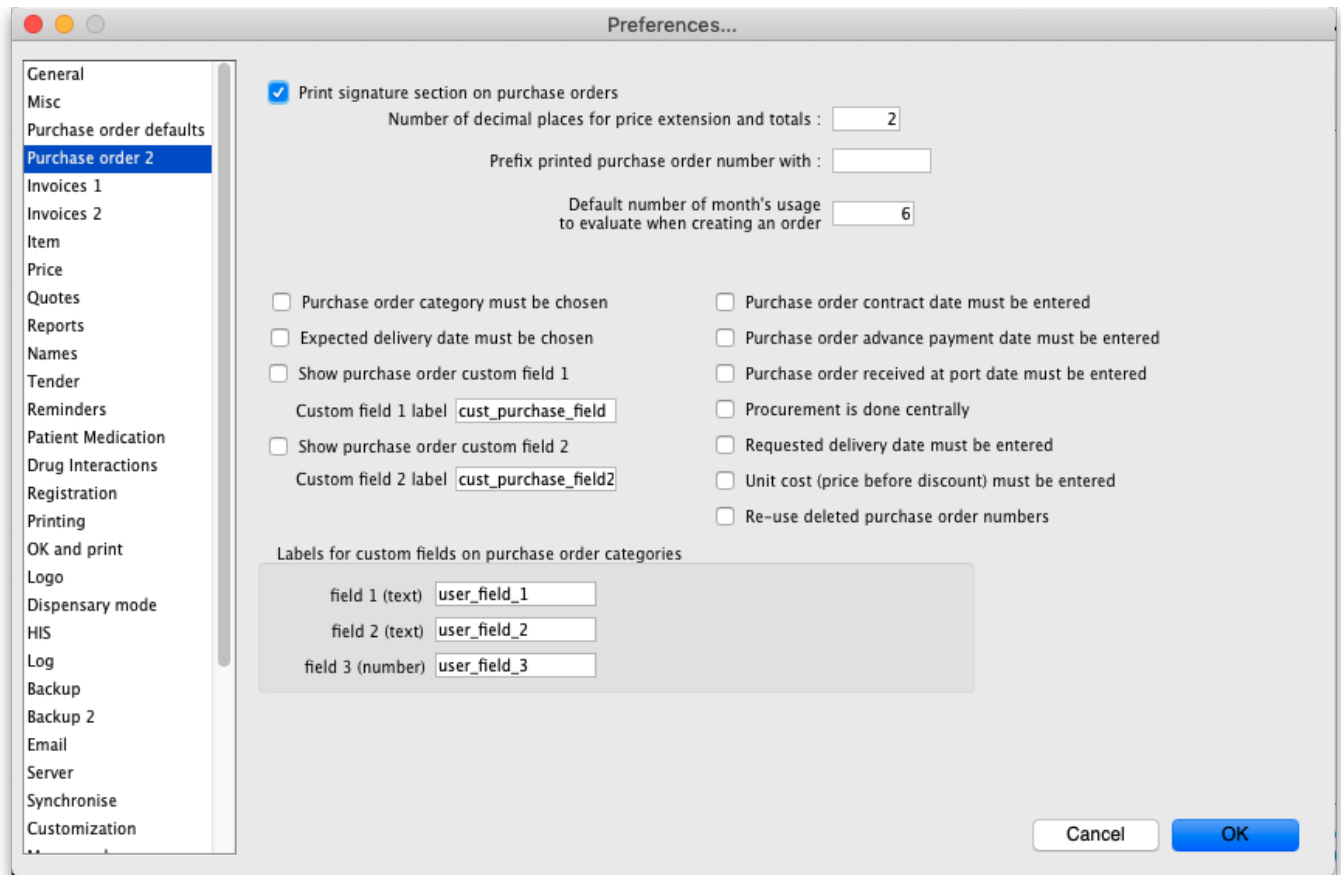 Preferences...
General
Misc
Purchase order defaults
Purchase order 2
Invoices 1
Invoices 2
Item
Price
Quotes
Reports
Names
Tender
Reminders
Patient Medication
Drug Interactions
Registration
Printing
OK and print
Logo
Dispensary mode
HIS
Log
Backup
Backup 2
Email
Server
Synchronise
Customization
Print signature section on purchase orders
Number of decimal places for price extension and totals : 2
Prefix printed purchase order number with :
Default number of month's usage
to evaluate when creating an order 6
Purchase order category must be chosen
Expected delivery date must be chosen
Show purchase order custom field 1
Custom field 1 label cust_purchase_field
Show purchase order custom field 2
Custom field 2 label cust_purchase_field2
Purchase order contract date must be entered
Purchase order advance payment date must be entered
Purchase order received at port date must be entered
Procurement is done centrally
Requested delivery date must be entered
Unit cost (price before discount) must be entered
Re-use deleted purchase order numbers
Labels for custom fields on purchase order categories
field 1 (text) user_field_1
field 2 (text) user_field_2
field 3 (number) user_field_3
Cancel
OK